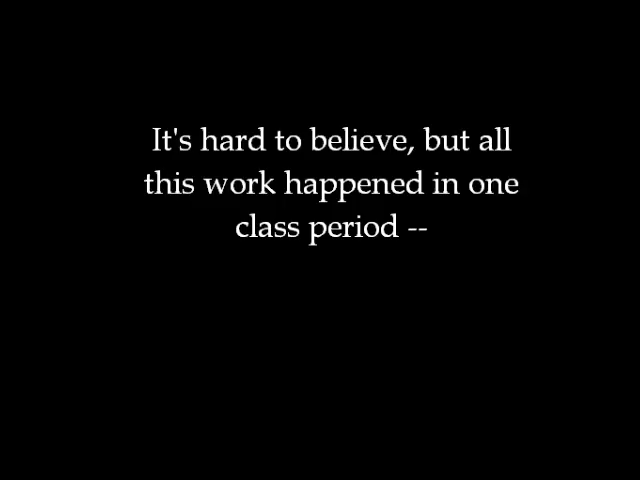 It's hard to believe, but all
this work happened in one
class period --